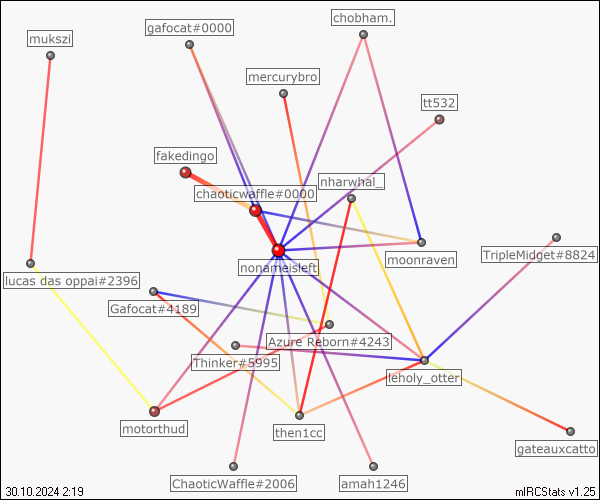 chobham.
gafocat#0000
mukszi
mercurybro
tt532
fakedingo
nharwhal_
chaoticwaffle#0000
TripleMidget#8824
moonraven
nonameisleft
lucas das oppai#2396
Gafocat#4189
Azure Reborn#4243
Thinker#5995
leholy_otter
motorthud
then1cc
gateauxcatto
ChaoticWaffle#2006
amah1246
30.10.2024 2:19
mIRCStats v1.25